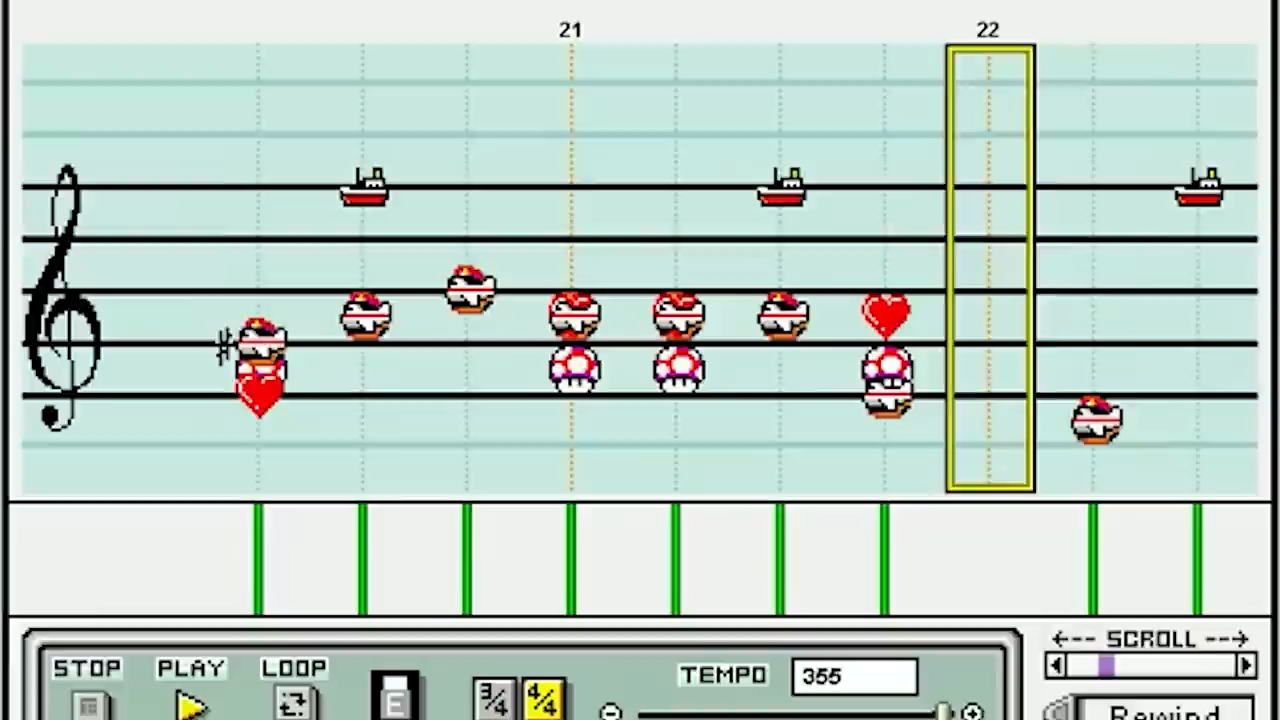 21 22
<--- SCROLL --->
STOP PLAY LOOP TEMPO 355
E 3/4 4/4
Rewind